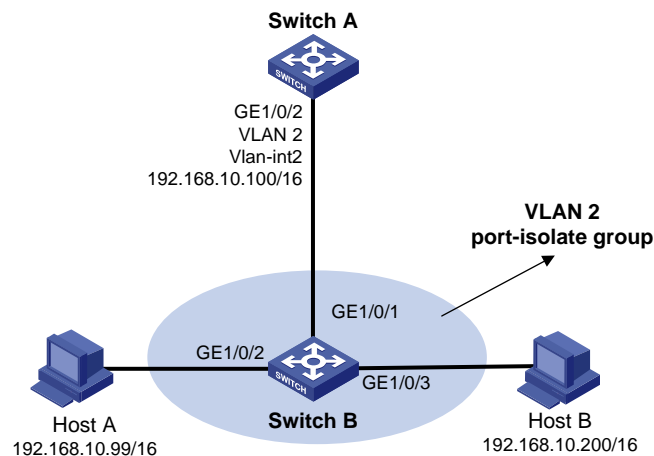 Switch A
SWITCH
GE1/0/2
VLAN 2
Vlan-int2
192.168.10.100/16
VLAN 2
port-isolate group
GE1/0/1
GE1/0/2
SWITCH
GE1/0/3
Host A
192.168.10.99/16
Switch B
Host B
192.168.10.200/16